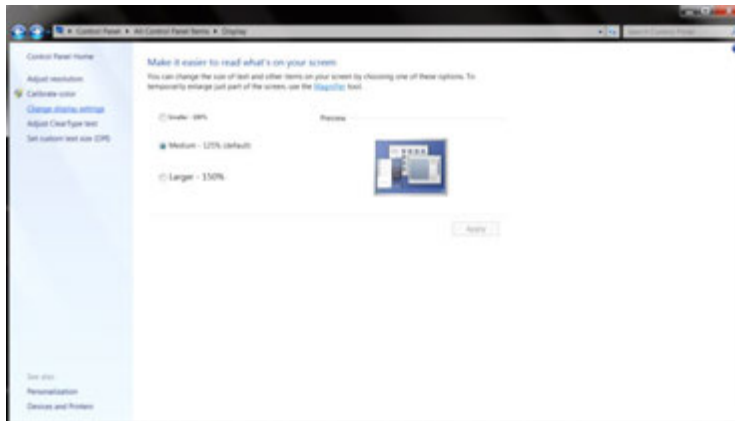 Control Panel ▸ All Control Panel Items ▸ Display
Search Control Panel
Control Panel Home
Adjust resolution
Calibrate color
Change display settings
Adjust ClearType text
Set custom text size (DPI)
Make it easier to read what's on your screen
You can change the size of text and other items on your screen by choosing one of these options. To
temporarily enlarge just part of the screen, use the Magnifier tool.
Smaller - 100%
Preview
Medium - 125% (default)
Larger - 150%
Apply
See also
Personalization
Devices and Printers